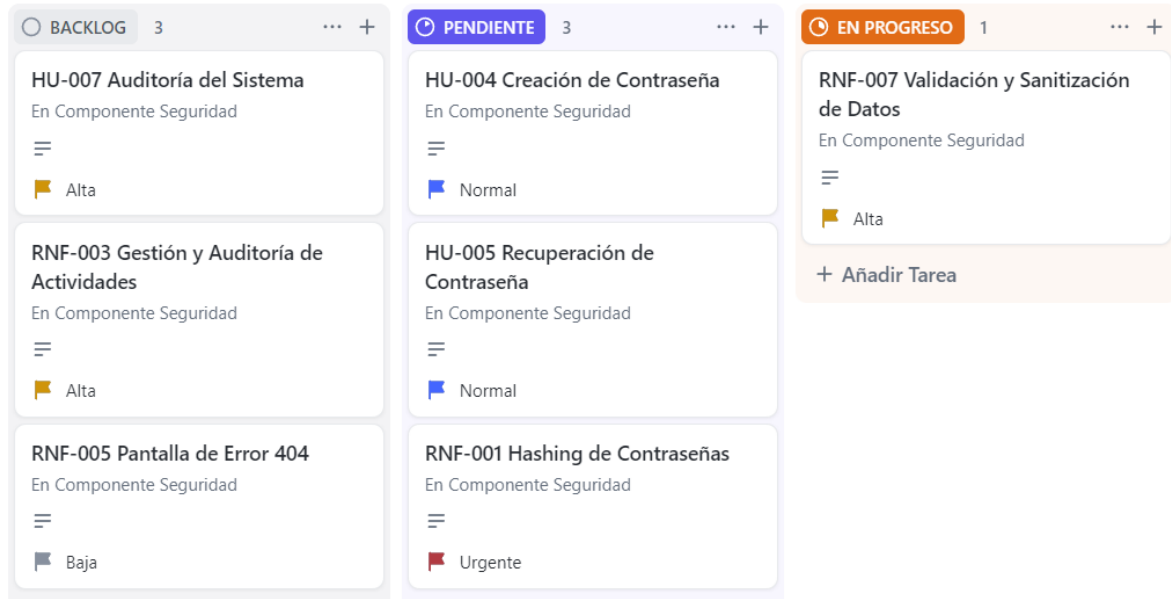 BACKLOG 3
HU-007 Auditoría del Sistema
En Componente Seguridad
Alta
RNF-003 Gestión y Auditoría de
Actividades
En Componente Seguridad
Alta
RNF-005 Pantalla de Error 404
En Componente Seguridad
Baja
PENDIENTE 3
HU-004 Creación de Contraseña
En Componente Seguridad
Normal
HU-005 Recuperación de
Contraseña
En Componente Seguridad
Normal
RNF-001 Hashing de Contraseñas
En Componente Seguridad
Urgente
EN PROGRESO 1
RNF-007 Validación y Sanitización
de Datos
En Componente Seguridad
Alta
+ Añadir Tarea